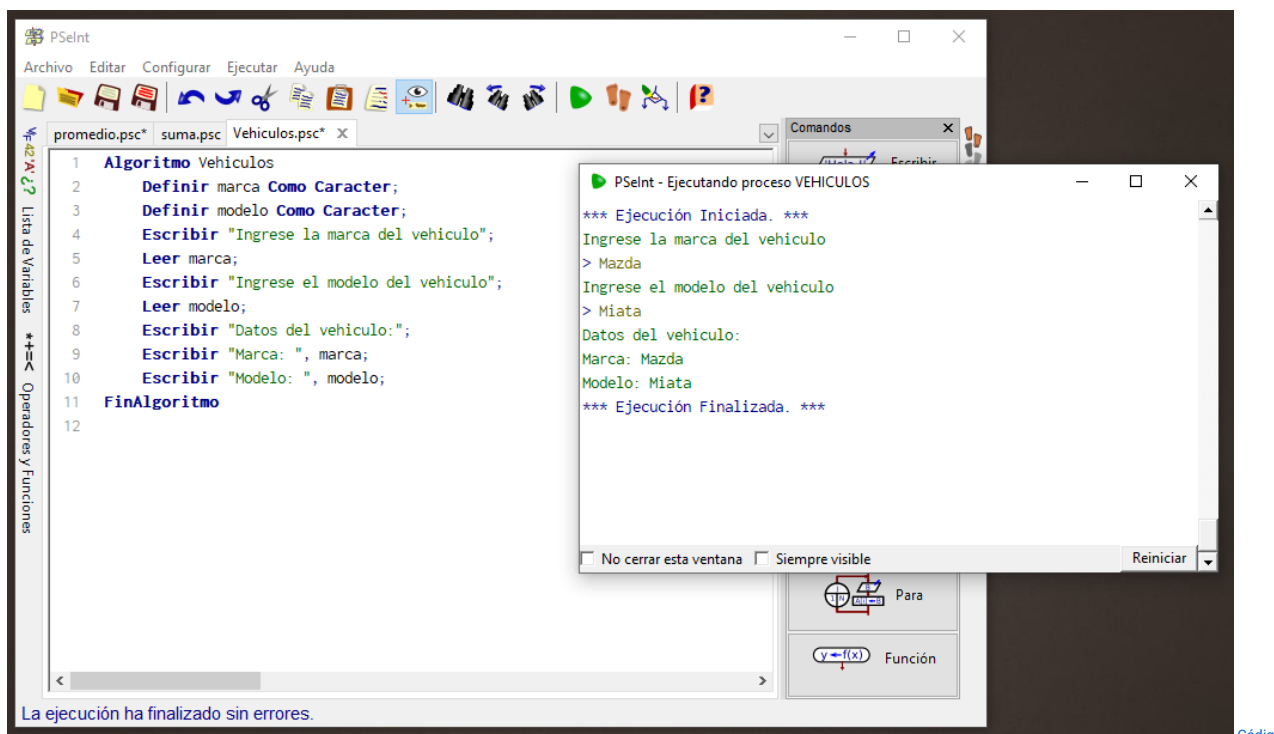 PSeInt
Archivo Editar Configurar Ejecutar Ayuda
promedio.psc* suma.psc Vehiculos.psc* X
Comandos X
Escribir
Lista de Variables
*+=< Operadores y Funciones
1 Algoritmo Vehiculos
2 Definir marca Como Caracter;
3 Definir modelo Como Caracter;
4 Escribir "Ingrese la marca del vehiculo";
5 Leer marca;
6 Escribir "Ingrese el modelo del vehiculo";
7 Leer modelo;
8 Escribir "Datos del vehiculo:";
9 Escribir "Marca: ", marca;
10 Escribir "Modelo: ", modelo;
11 FinAlgoritmo
12
PSeInt - Ejecutando proceso VEHICULOS
*** Ejecución Iniciada. ***
Ingrese la marca del vehiculo
> Mazda
Ingrese el modelo del vehiculo
> Miata
Datos del vehiculo:
Marca: Mazda
Modelo: Miata
*** Ejecución Finalizada. ***
No cerrar esta ventana Siempre visible Reiniciar
Para
y←f(x) Función
La ejecución ha finalizado sin errores.